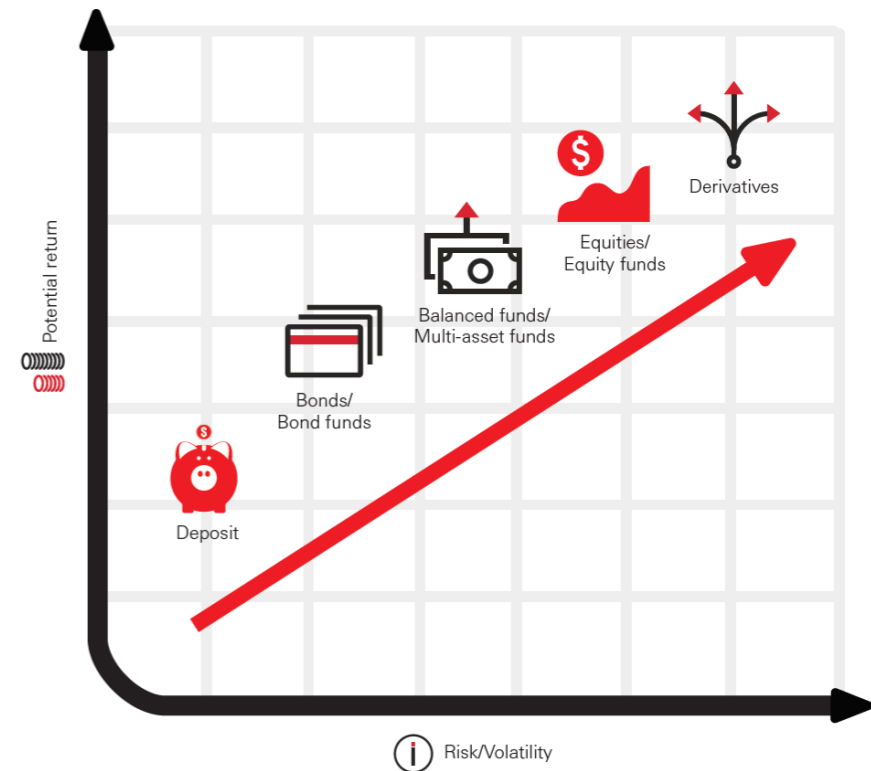 $
Derivatives
$
Equities/
Equity funds
Balanced funds/
Multi-asset funds
Potential return
Bonds/
Bond funds
$
Deposit
i Risk/Volatility